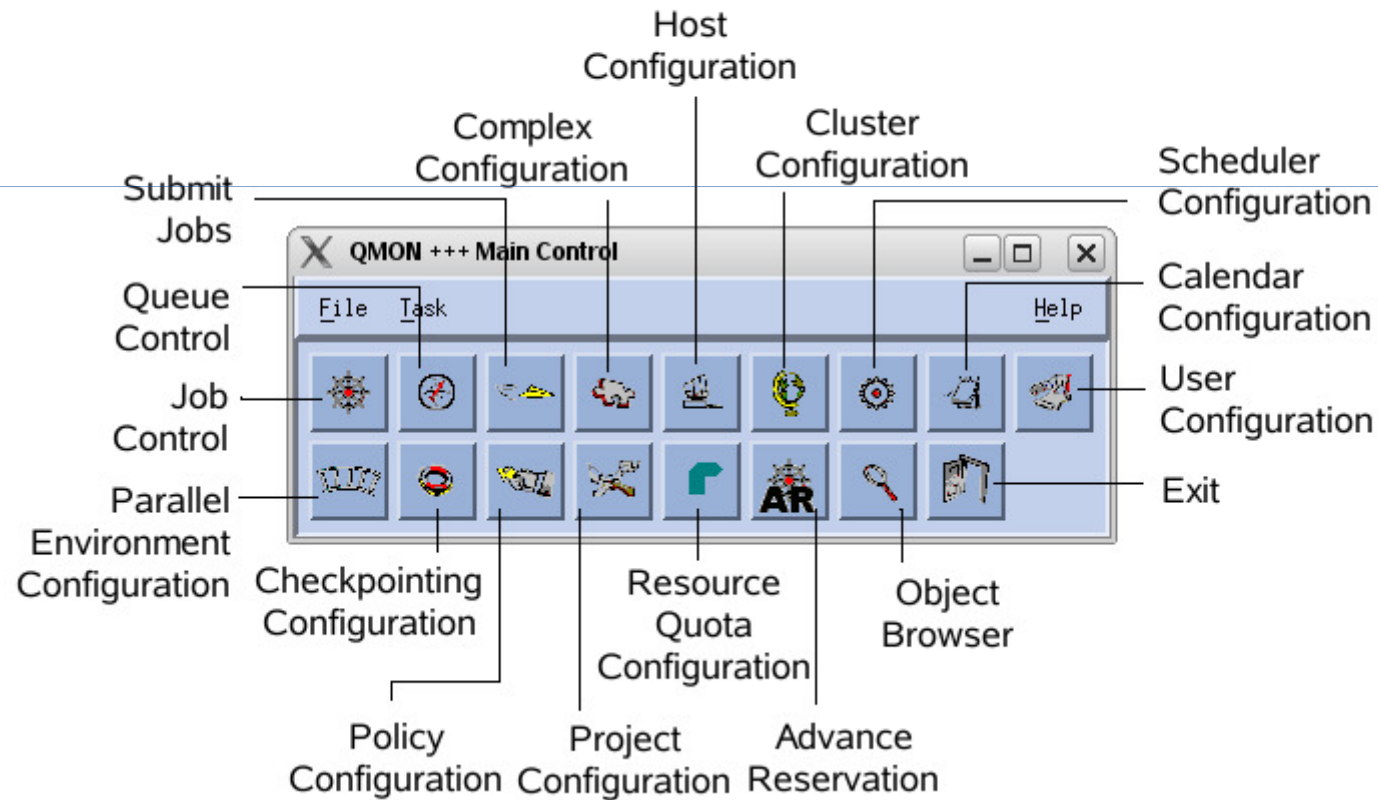 Host
Configuration
Complex
Configuration
Cluster
Configuration
Scheduler
Configuration
Submit
Jobs
QMON +++ Main Control
Queue
Control
File Task Help
Calendar
Configuration
Job
Control
User
Configuration
Parallel
Environment
Configuration
AR
Exit
Checkpointing
Configuration
Resource
Quota
Configuration
Object
Browser
Policy
Configuration
Project
Configuration
Advance
Reservation